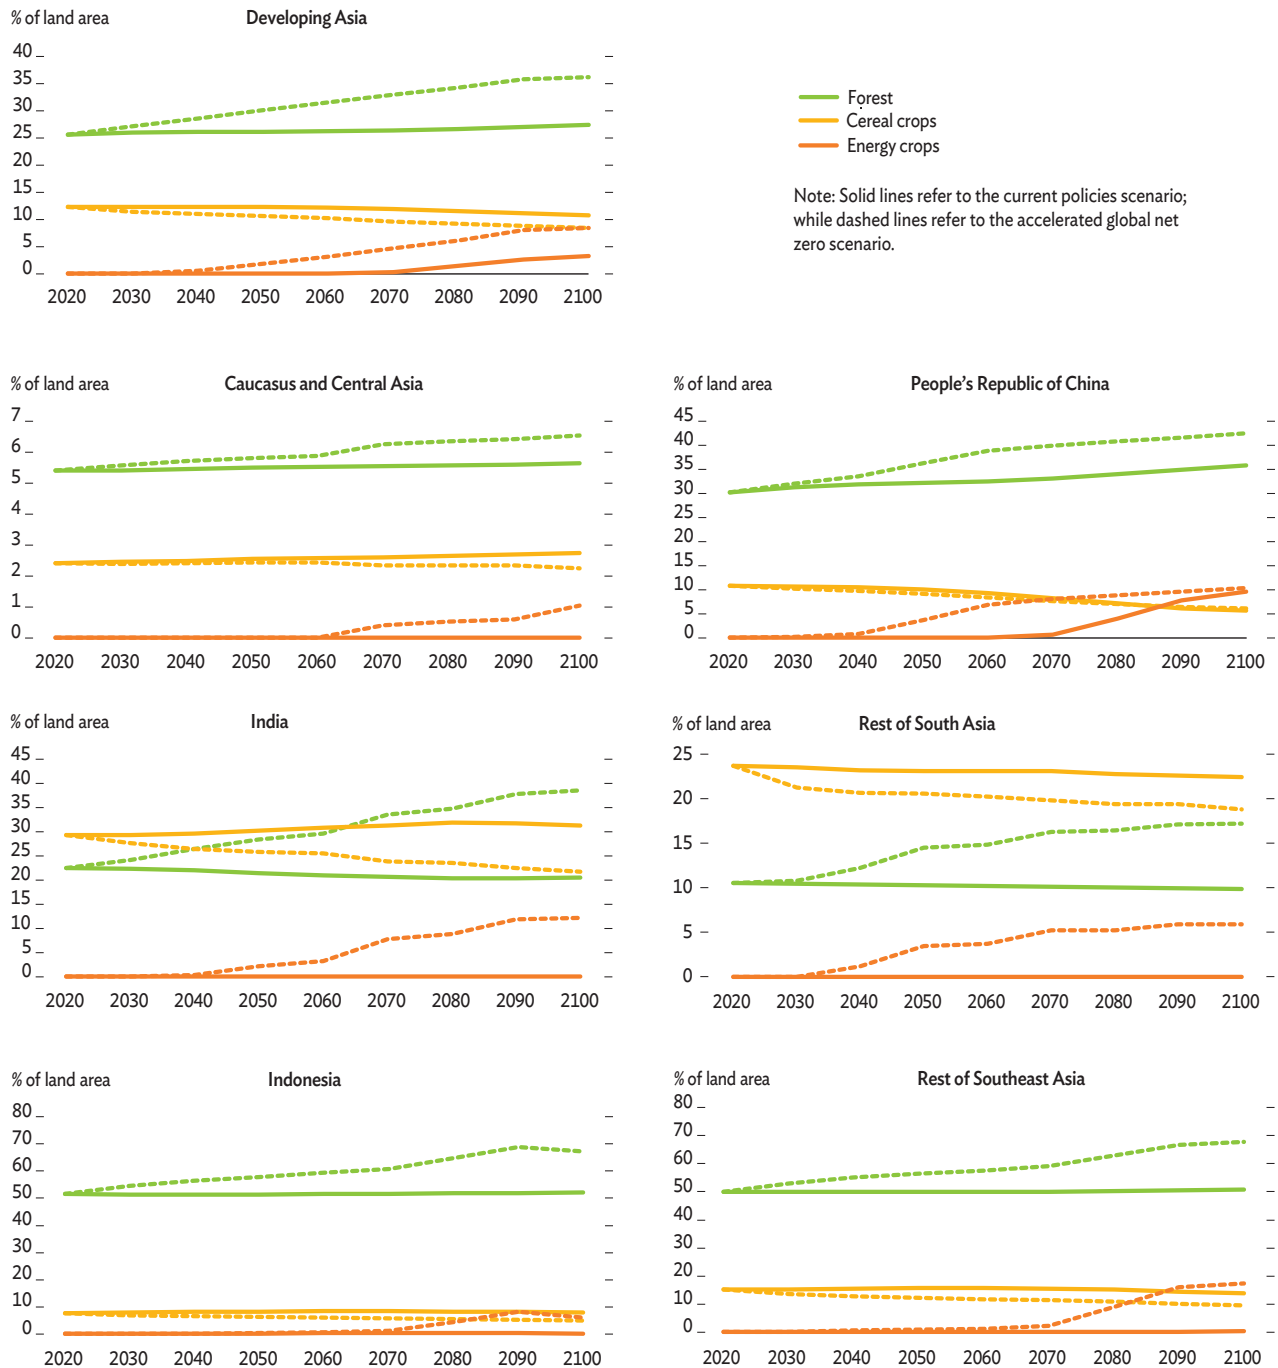 % of land area
Developing Asia
40
35
30
25
20
15
10
5
0
2020 2030 2040 2050 2060 2070 2080 2090 2100
Forest
Cereal crops
Energy crops
Note: Solid lines refer to the current policies scenario;
while dashed lines refer to the accelerated global net
zero scenario.
% of land area
Caucasus and Central Asia
7
6
5
4
3
2
1
0
2020 2030 2040 2050 2060 2070 2080 2090 2100
% of land area
People’s Republic of China
45
40
35
30
25
20
15
10
5
0
2020 2030 2040 2050 2060 2070 2080 2090 2100
% of land area
India
45
40
35
30
25
20
15
10
5
0
2020 2030 2040 2050 2060 2070 2080 2090 2100
% of land area
Rest of South Asia
25
20
15
10
5
0
2020 2030 2040 2050 2060 2070 2080 2090 2100
% of land area
Indonesia
80
70
60
50
40
30
20
10
0
2020 2030 2040 2050 2060 2070 2080 2090 2100
% of land area
Rest of Southeast Asia
80
70
60
50
40
30
20
10
0
2020 2030 2040 2050 2060 2070 2080 2090 2100